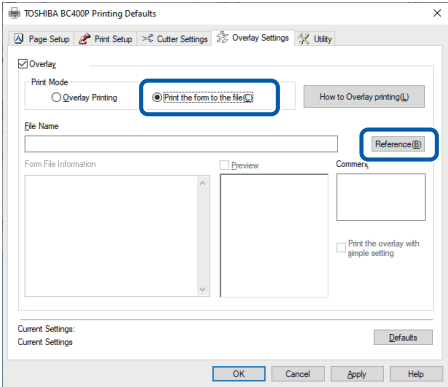 TOSHIBA BC400P Printing Defaults
Page Setup Print Setup Cutter Settings Overlay Settings Utility
Overlay
Print Mode
Overlay Printing Print the form to the file(C) How to Overlay printing(L)
File Name
Reference(B)
Form File Information Preview Comment
Print the overlay with
simple setting
Current Settings:
Current Settings Defaults
OK Cancel Apply Help